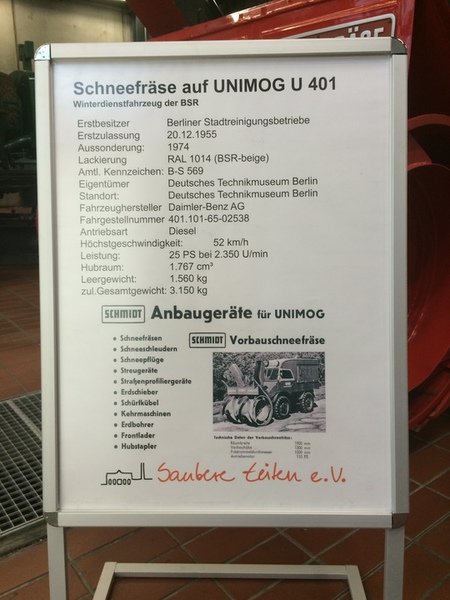 Schneefräse auf UNIMOG U 401
Winterdienstfahrzeug der BSR
Erstbesitzer Berliner Stadtreinigungsbetriebe
Erstzulassung 20.12.1955
Aussonderung: 1974
Lackierung RAL 1014 (BSR-beige)
Amtl. Kennzeichen: B-S 569
Eigentümer Deutsches Technikmuseum Berlin
Standort: Deutsches Technikmuseum Berlin
Fahrzeughersteller Daimler-Benz AG
Fahrgestellnummer 401.101-65-02538
Antriebsart Diesel
Höchstgeschwindigkeit: 52 km/h
Leistung: 25 PS bei 2.350 U/min
Hubraum: 1.767 cm³
Leergewicht: 1.560 kg
zul.Gesamtgewicht: 3.150 kg
SCHMIDT Anbaugeräte für UNIMOG
• Schneefräsen
• Schneeschleudern
• Schneepflüge
• Streugeräte
• Straßenprofiliergeräte
• Erdschieber
• Schürfkübel
• Kehrmaschinen
• Erdbohrer
• Frontlader
• Hubstapler
SCHMIDT Vorbauschneefräse
Technische Daten der Vorbauschneefräse:
Saubere Zeiten e.V.